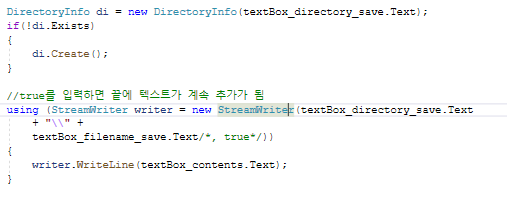 DirectoryInfo di = new DirectoryInfo(textBox_directory_save.Text);
if(!di.Exists)
{
    di.Create();
}

//true를 입력하면 끝에 텍스트가 계속 추가가 됨
using (StreamWriter writer = new StreamWriter(textBox_directory_save.Text
    + "\\" +
    textBox_filename_save.Text/*, true*/))
{
    writer.WriteLine(textBox_contents.Text);
}